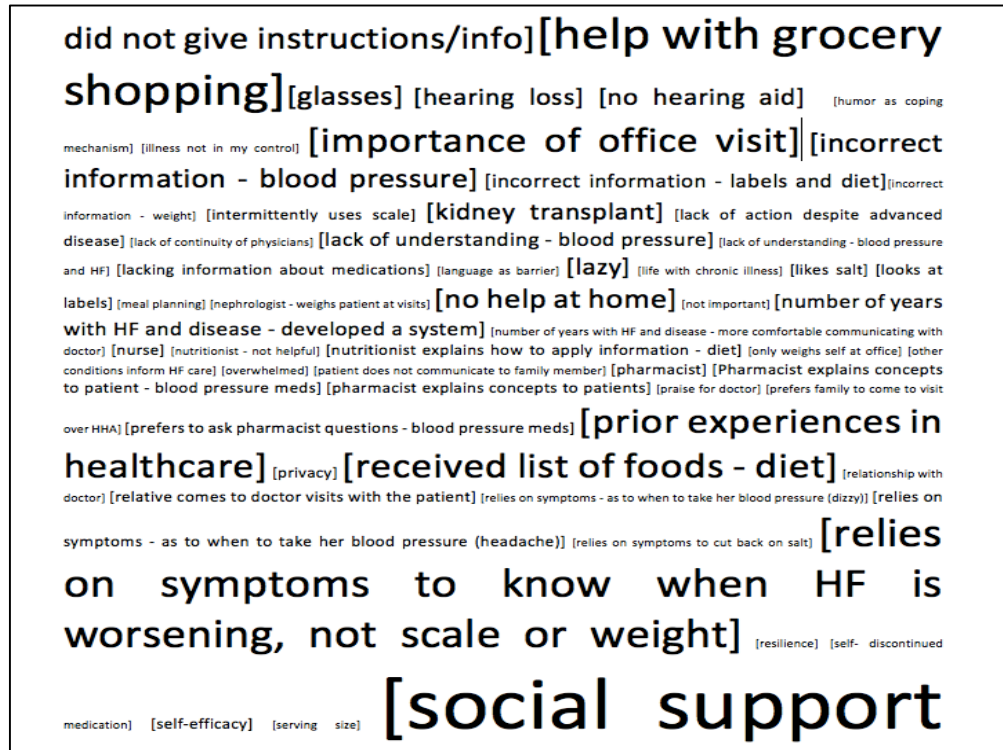 did not give instructions/info] [help with grocery
shopping] [glasses] [hearing loss] [no hearing aid] [humor as coping
mechanism] [illness not in my control] [importance of office visit] [incorrect
information - blood pressure] [incorrect information - labels and diet] [incorrect
information - weight] [intermittently uses scale] [kidney transplant] [lack of action despite advanced
disease] [lack of continuity of physicians] [lack of understanding - blood pressure] [lack of understanding - blood pressure
and HF] [lacking information about medications] [language as barrier] [lazy] [life with chronic illness] [likes salt] [looks at
labels] [meal planning] [nephrologist - weighs patient at visits] [no help at home] [not important] [number of years
with HF and disease - developed a system] [number of years with HF and disease - more comfortable communicating with
doctor] [nurse] [nutritionist - not helpful] [nutritionist explains how to apply information - diet] [only weighs self at office] [other
conditions inform HF care] [overwhelmed] [patient does not communicate to family member] [pharmacist] [Pharmacist explains concepts
to patient - blood pressure meds] [pharmacist explains concepts to patients] [praise for doctor] [prefers family to come to visit
over HHA] [prefers to ask pharmacist questions - blood pressure meds] [prior experiences in
healthcare] [privacy] [received list of foods - diet] [relationship with
doctor] [relative comes to doctor visits with the patient] [relies on symptoms - as to when to take her blood pressure (dizzy)] [relies on
symptoms - as to when to take her blood pressure (headache)] [relies on symptoms to cut back on salt] [relies
on symptoms to know when HF is
worsening, not scale or weight] [resilience] [self- discontinued
medication] [self-efficacy] [serving size] [social support